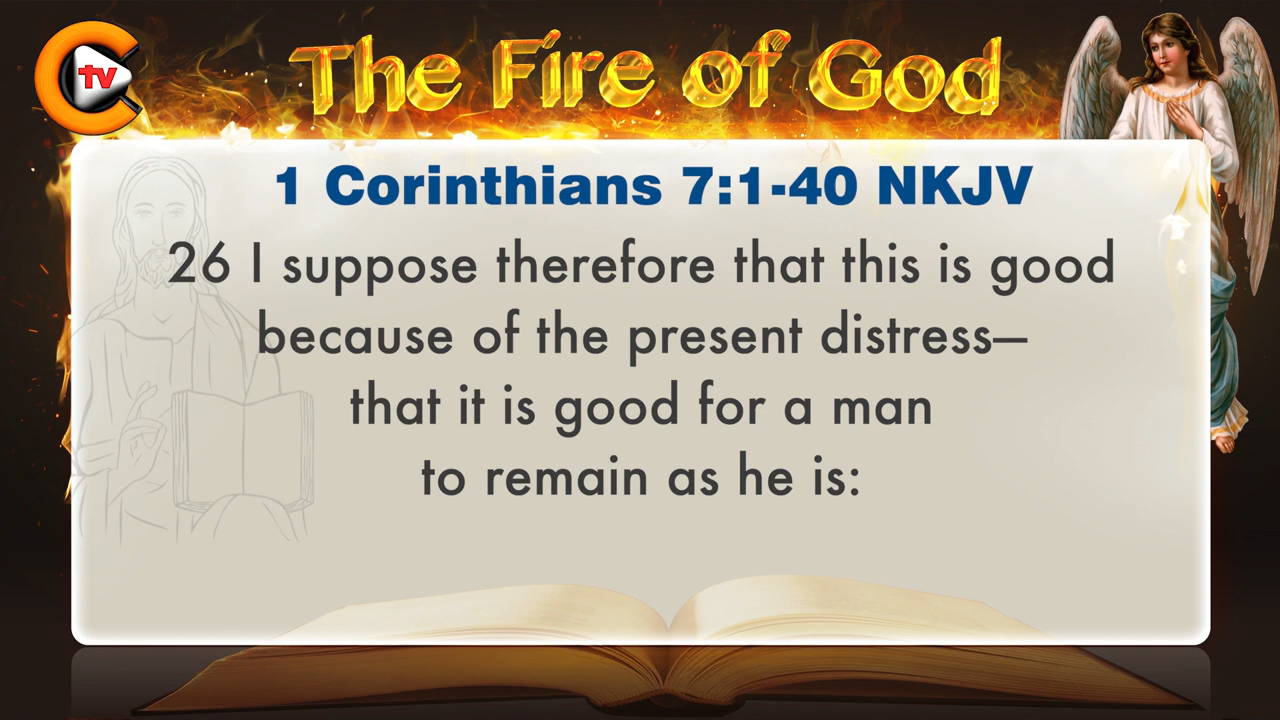 tv
The Fire of God
1 Corinthians 7:1-40 NKJV
26 I suppose therefore that this is good
because of the present distress—
that it is good for a man
to remain as he is: